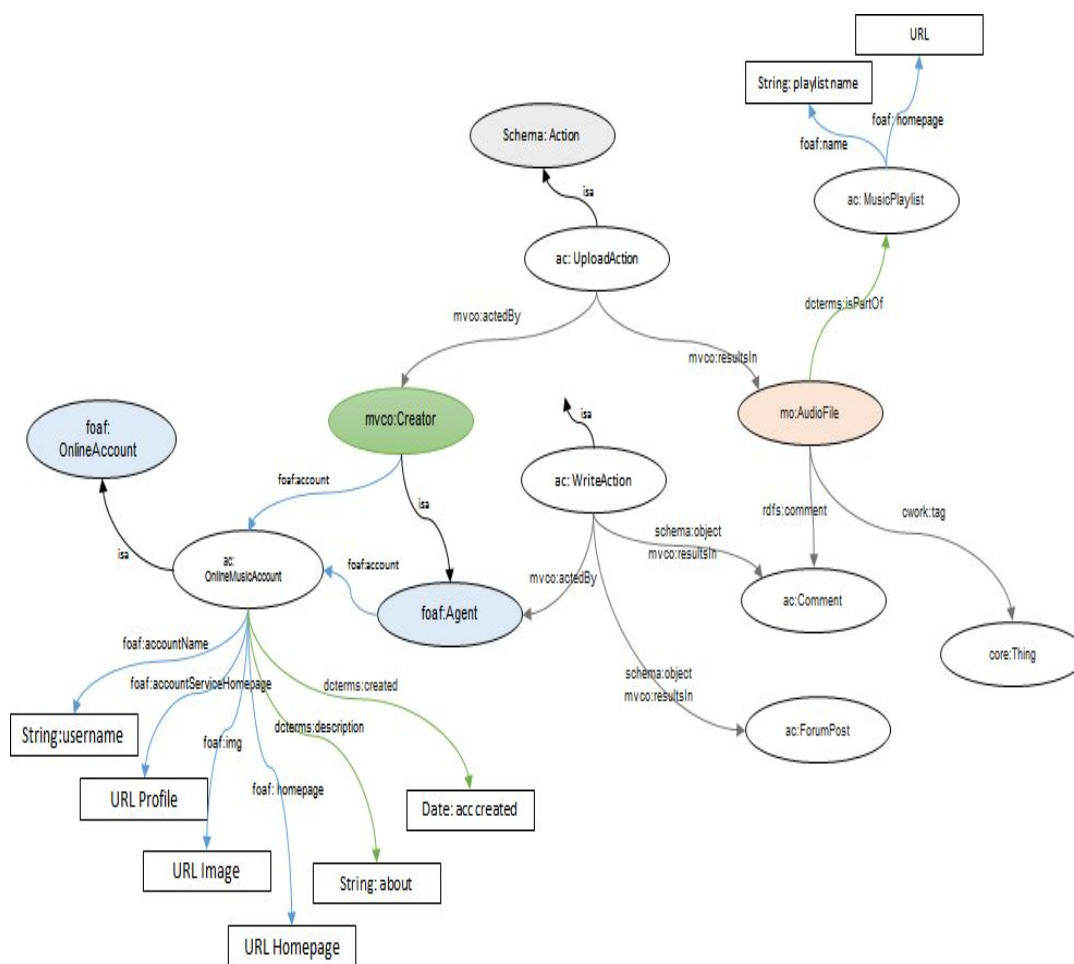 URL
String: playlist name
foaf: homepage
foaf:name
Schema: Action
isa
ac: MusicPlaylist
ac: UploadAction
dcterms:isPartOf
mvco:actedBy
mvco:resultsIn
mvco:Creator
mo:AudioFile
isa
foaf:
OnlineAccount
foaf:account
isa
ac: WriteAction
rdfs:comment
cwork:tag
schema:object
mvco:resultsIn
isa
ac:
OnlineMusicAccount
foaf:account
mvco:actedBy
foaf:Agent
ac:Comment
core:Thing
foaf:accountName
foaf:accountServiceHomepage
dcterms:created
schema:object
mvco:resultsIn
String:username
foaf:img
dcterms:description
ac:ForumPost
foaf: homepage
URL Profile
Date: acc created
URL Image
String: about
URL Homepage